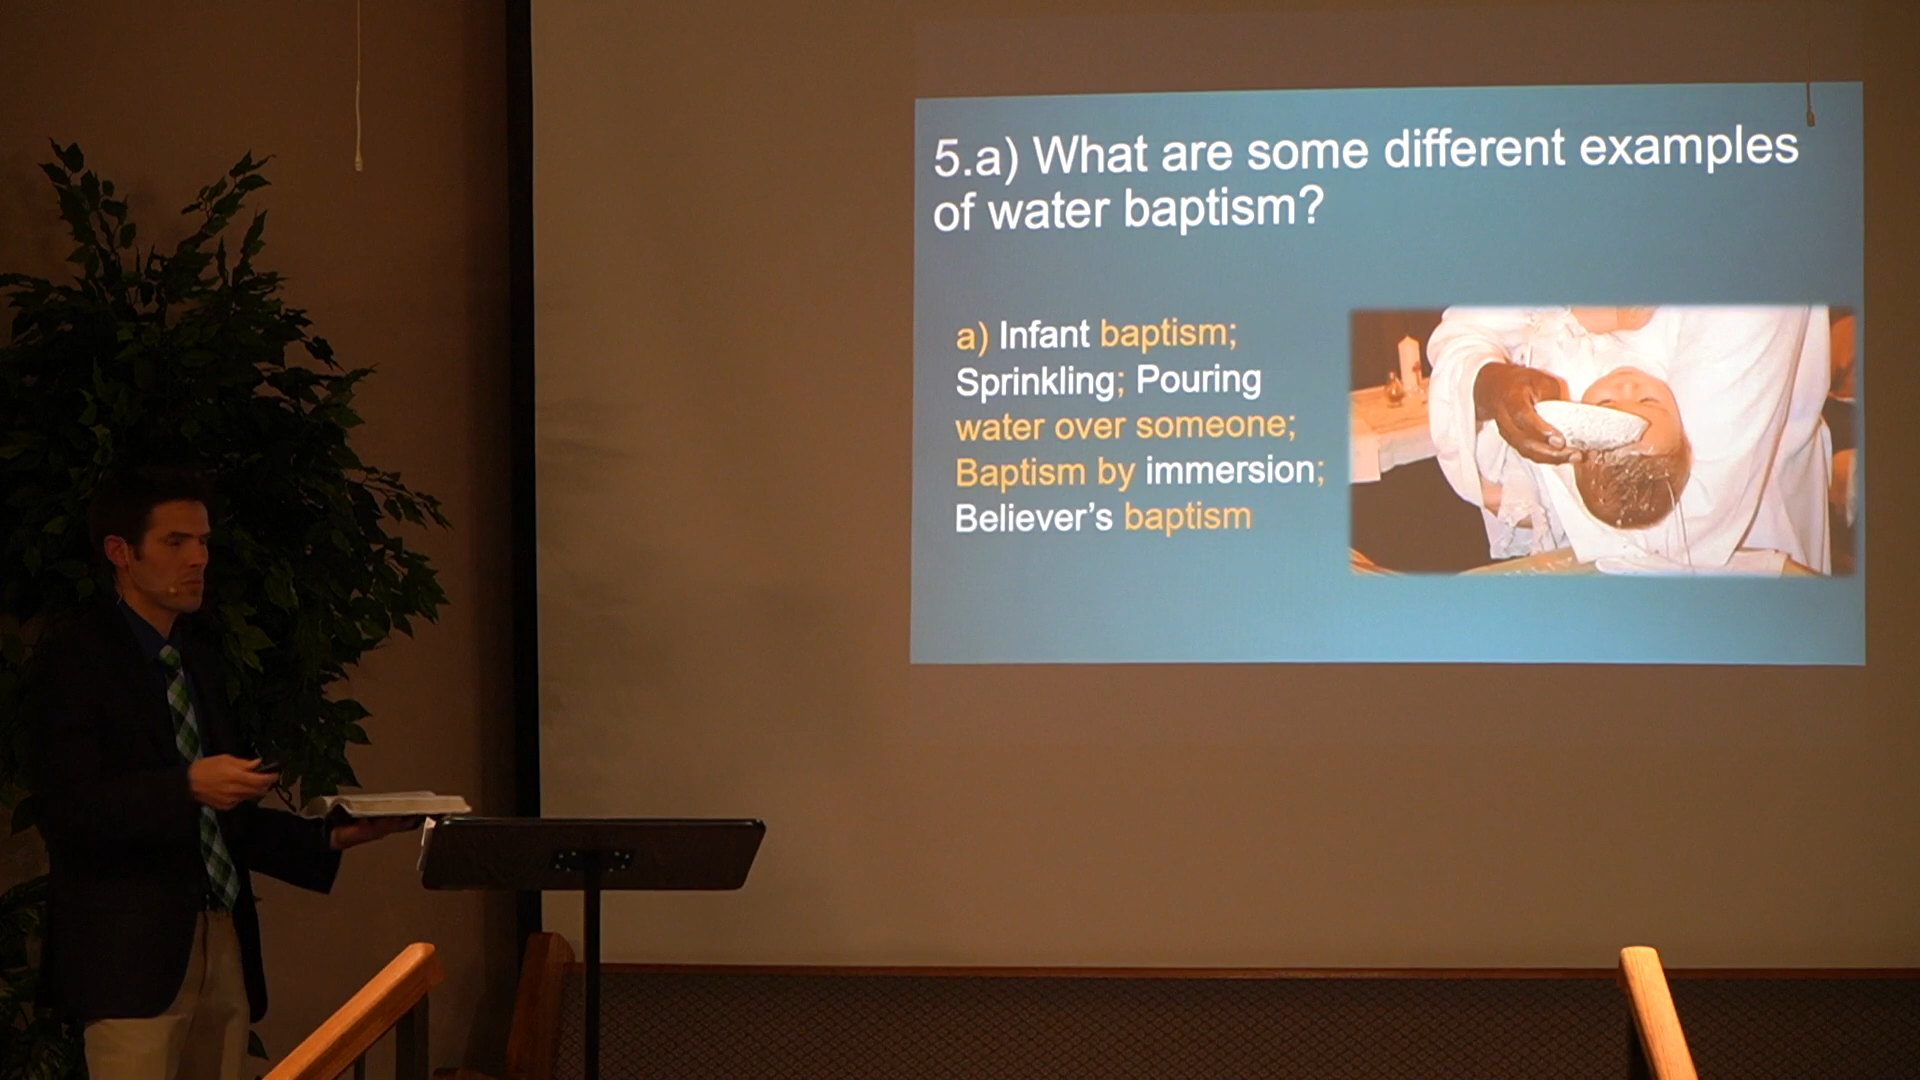 5.a) What are some different examples
of water baptism?
a) Infant baptism;
Sprinkling; Pouring
water over someone;
Baptism by immersion;
Believer’s baptism